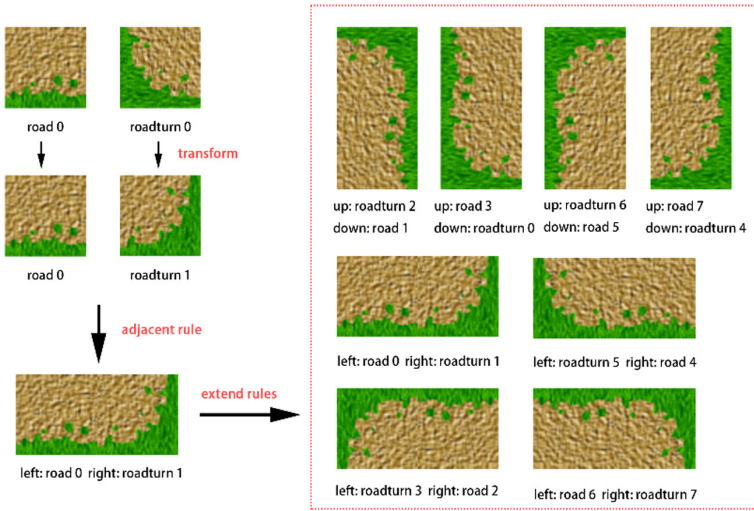 road 0
roadturn 0
transform
road 0
roadturn 1
adjacent rule
left: road 0 right: roadturn 1
extend rules
up: roadturn 2
down: road 1
up: road 3
down: roadturn 0
up: roadturn 6
down: road 5
up: road 7
down: roadturn 4
left: road 0 right: roadturn 1
left: roadturn 5 right: road 4
left: roadturn 3 right: road 2
left: road 6 right: roadturn 7